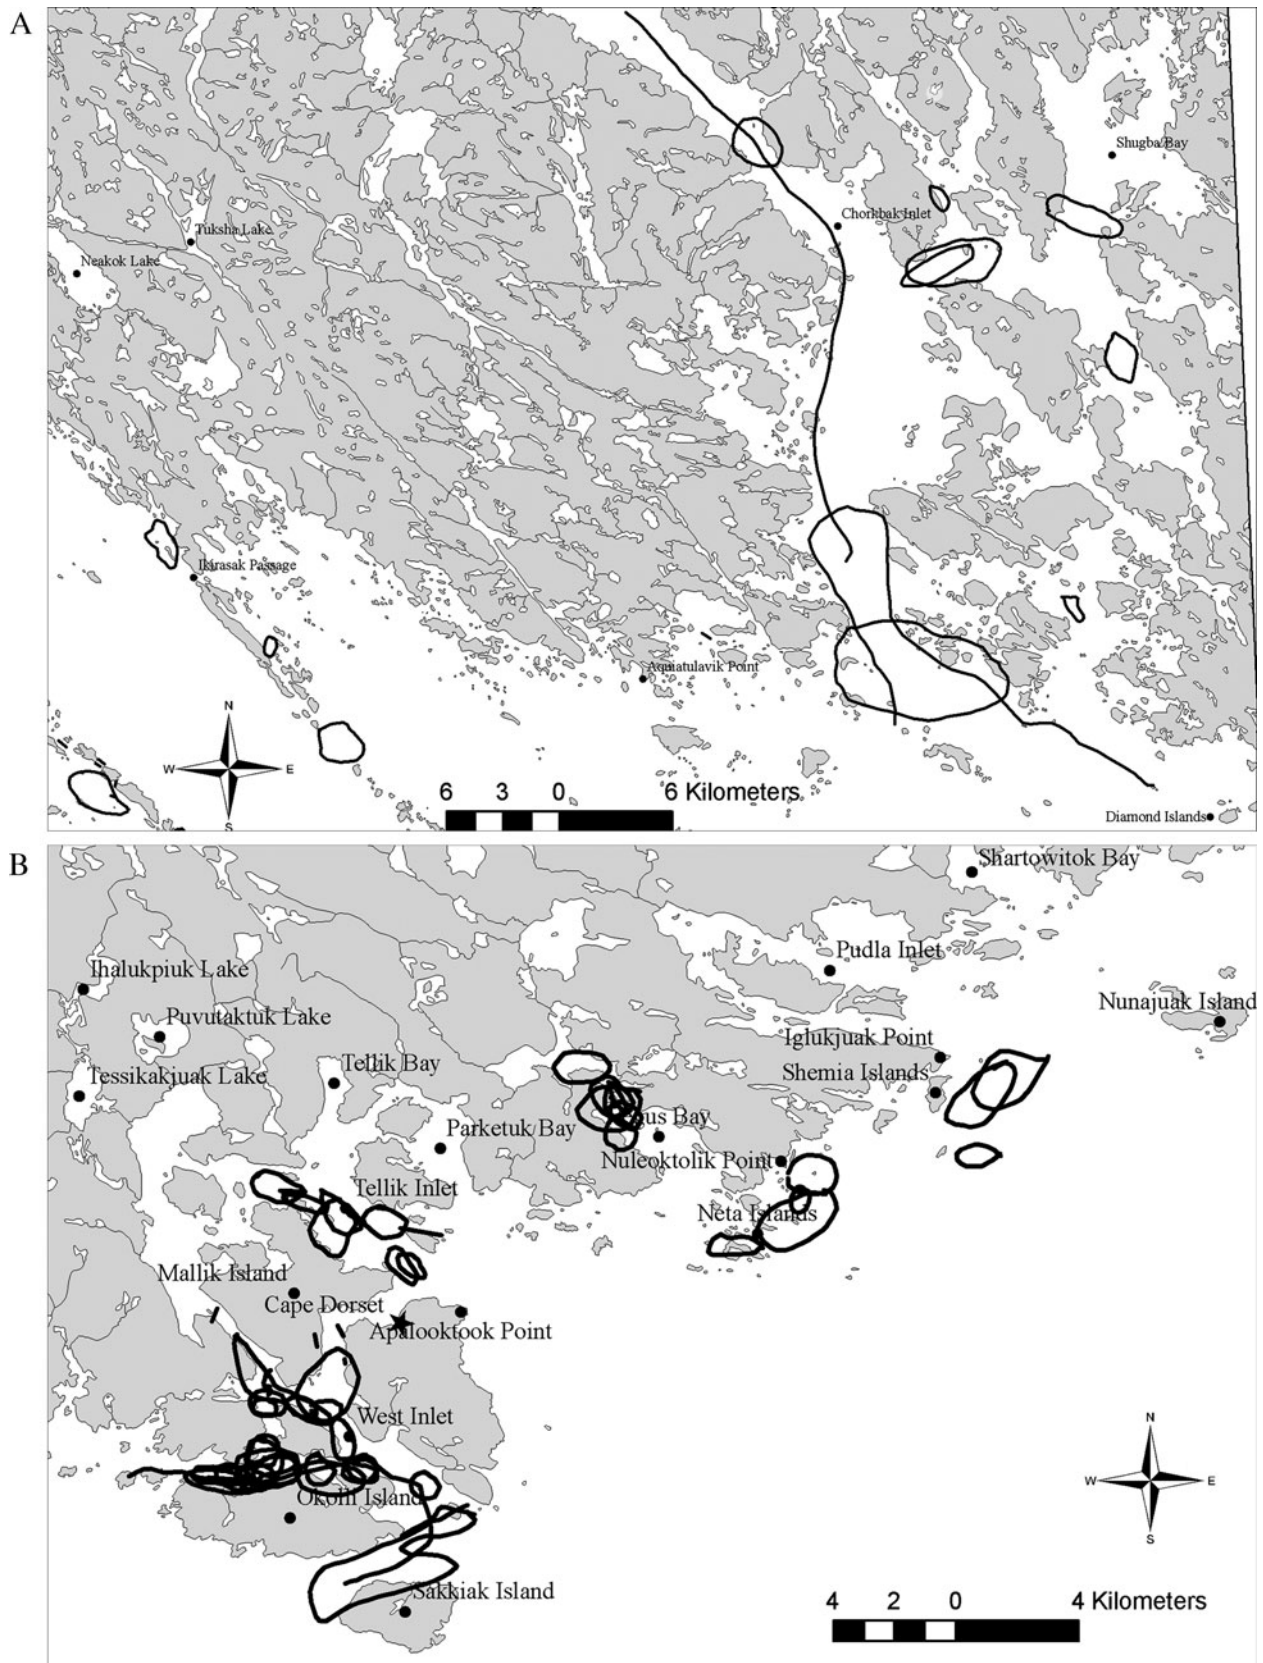 A
Shugba Bay
Chorkbak Inlet
Tuksha Lake
Neakok Lake
Ikirasak Passage
Aquiatulavik Point
N
W E
S
6 3 0 6 Kilometers
Diamond Islands
B
Shartowitok Bay
Pudla Inlet
Ihalukpiuk Lake
Nunajuak Island
Puvutaktuk Lake
Iglukjuak Point
Tellik Bay
Shemia Islands
Tessikakjuak Lake
Parketuk Bay
gus Bay
Nuleoktolik Point
Tellik Inlet
Neta Islands
Mallik Island
Cape Dorset
Apalooktook Point
West Inlet
N
W E
S
Okolli Island
Sakkiak Island
4 2 0 4 Kilometers